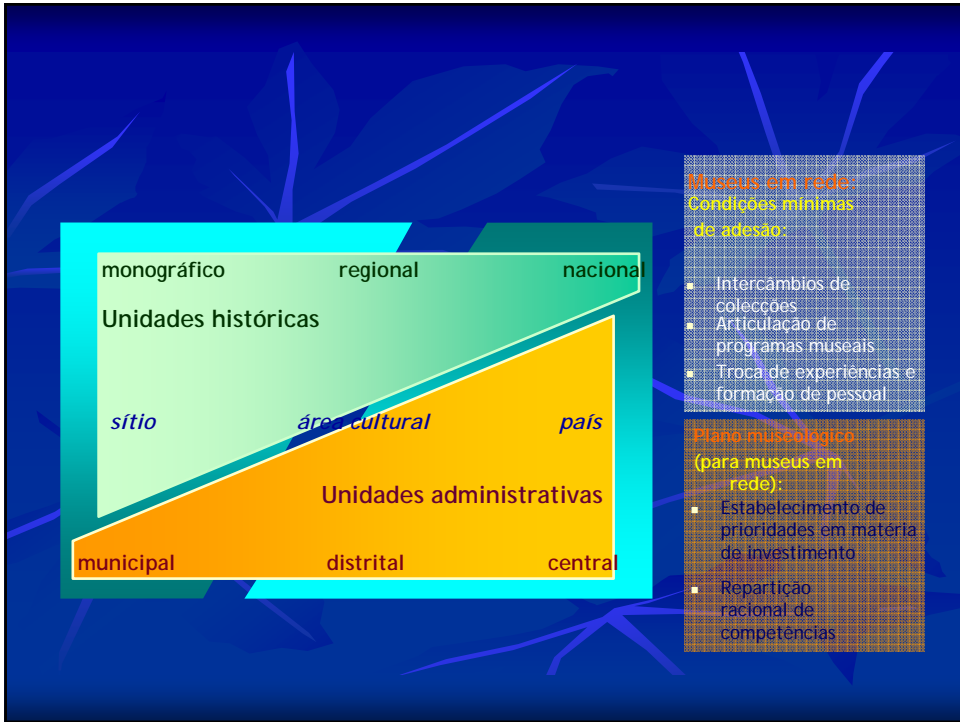 monográfico regional nacional
Unidades históricas
sítio área cultural país
Unidades administrativas
municipal distrital central
Museus em rede:
Condições mínimas
de adesão:
Intercâmbios de
colecções
Articulação de
programas museais
Troca de experiências e
formação de pessoal
Plano museológico
(para museus em
rede):
Estabelecimento de
prioridades em matéria
de investimento
Repartição
racional de
competências